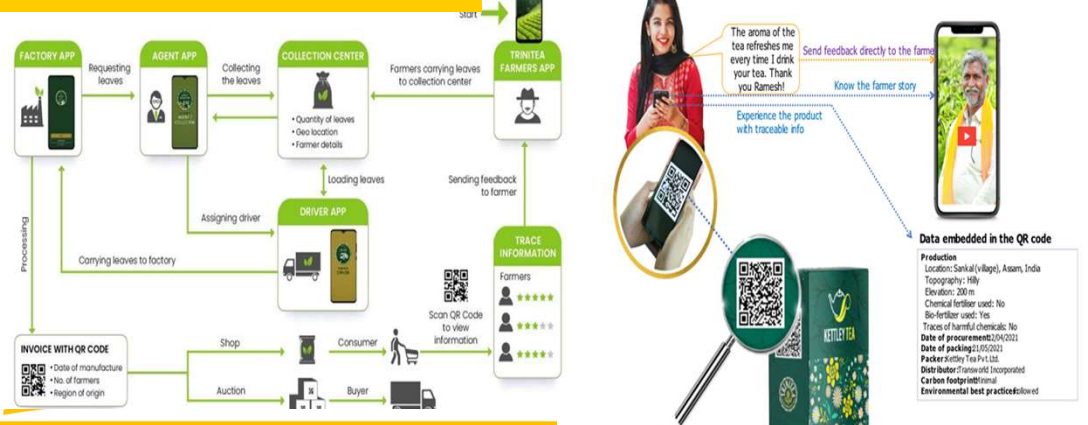 Start
FACTORY APP
Requesting
leaves
AGENT APP
Collecting
the leaves
COLLECTION CENTER
• Quantity of leaves
• Geo location
• Farmer details
Farmers carrying leaves
to collection center
TRINITEA
FARMERS APP
Loading leaves
Sending feedback
to farmer
Processing
Assigning driver
DRIVER APP
Carrying leaves to factory
TRACE
INFORMATION
Farmers
Scan QR Code
to view
information
INVOICE WITH QR CODE
• Date of manufacture
• No. of farmers
• Region of origin
Shop
Consumer
Auction
Buyer
The aroma of the
tea refreshes me
every time I drink
your tea. Thank
you Ramesh!
Send feedback directly to the farme
Know the farmer story
Experience the product
with traceable info
KETTLEY TEA
Data embedded in the QR code
Production
Location: Sankal (village), Assam, India
Topography: Hilly
Elevation: 200 m
Chemical fertiliser used: No
Bio-fertilizer used: Yes
Traces of harmful chemicals: No
Date of procurement:
Date of packing:21/05/2021
Packer:Kettley Tea Pvt. Ltd.
Distributor:Transworld Incorporated
Carbon footprint:Minimal
Environmental best practices: